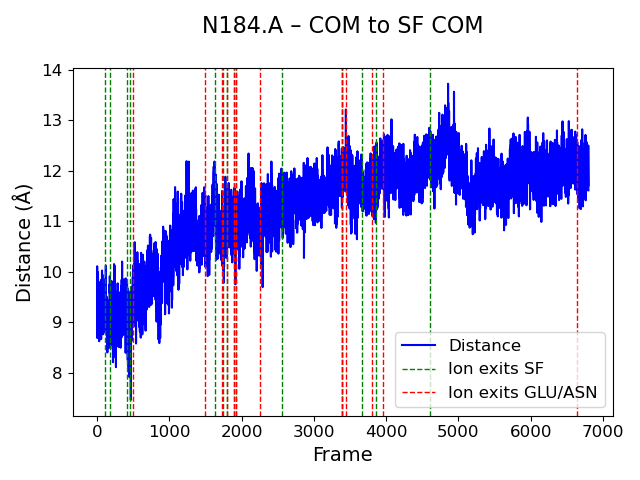 N184.A – COM to SF COM
14
13
12
11
10
9
8
Distance (Å)
0 1000 2000 3000 4000 5000 6000 7000
Frame
Distance
Ion exits SF
Ion exits GLU/ASN